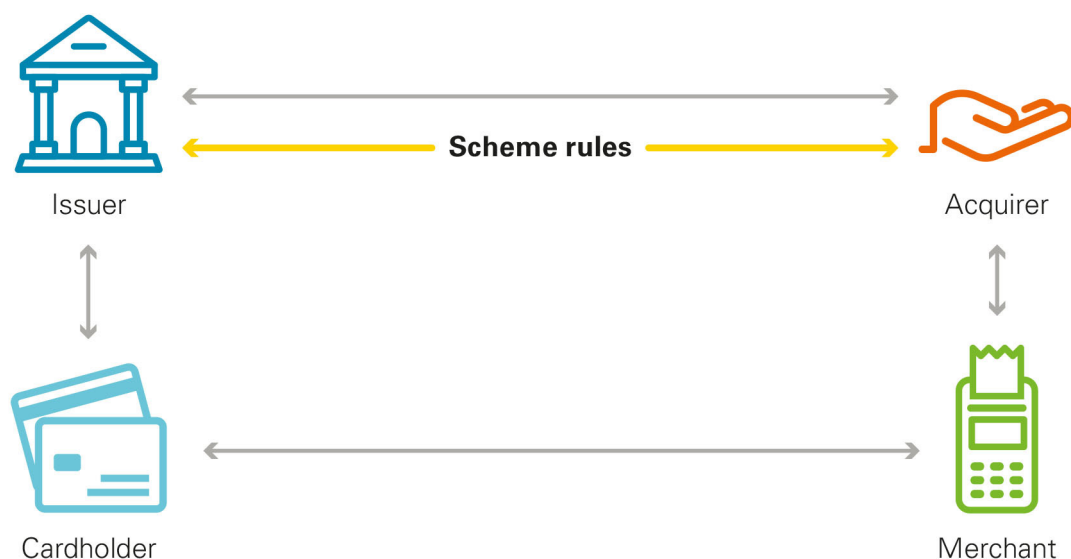 Scheme rules
Issuer
Acquirer
Cardholder
Merchant